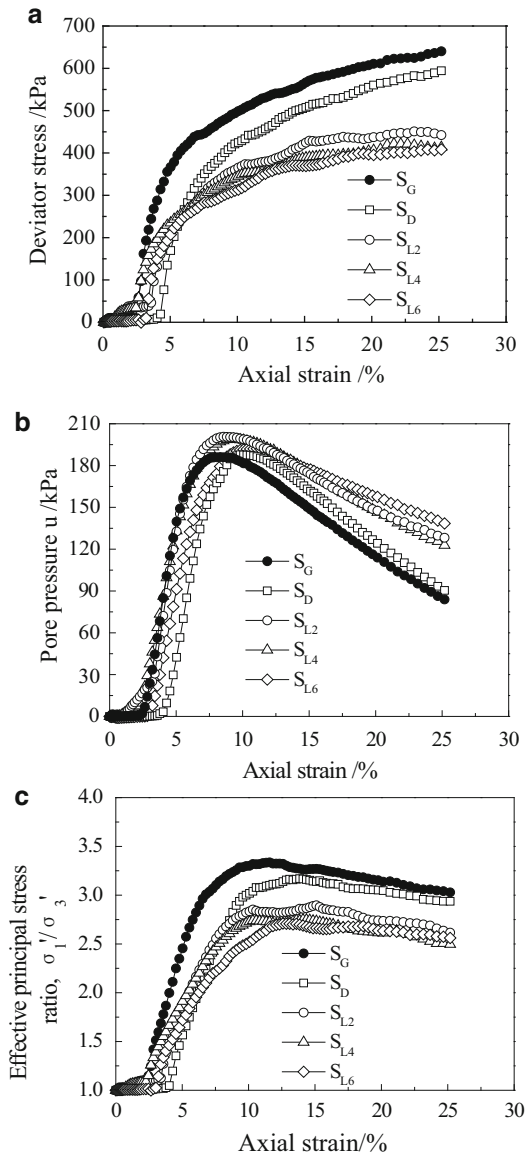 a
700
600
500
400
300
200
100
0
Deviator stress /kPa
S_G
S_D
S_L2
S_L4
S_L6
0 5 10 15 20 25 30
Axial strain /%
b
210
180
150
120
90
60
30
0
Pore pressure u /kPa
S_G
S_D
S_L2
S_L4
S_L6
0 5 10 15 20 25 30
Axial strain /%
c
4.0
3.5
3.0
2.5
2.0
1.5
1.0
Effective principal stress
ratio, σ1'/σ3'
S_G
S_D
S_L2
S_L4
S_L6
0 5 10 15 20 25 30
Axial strain/%